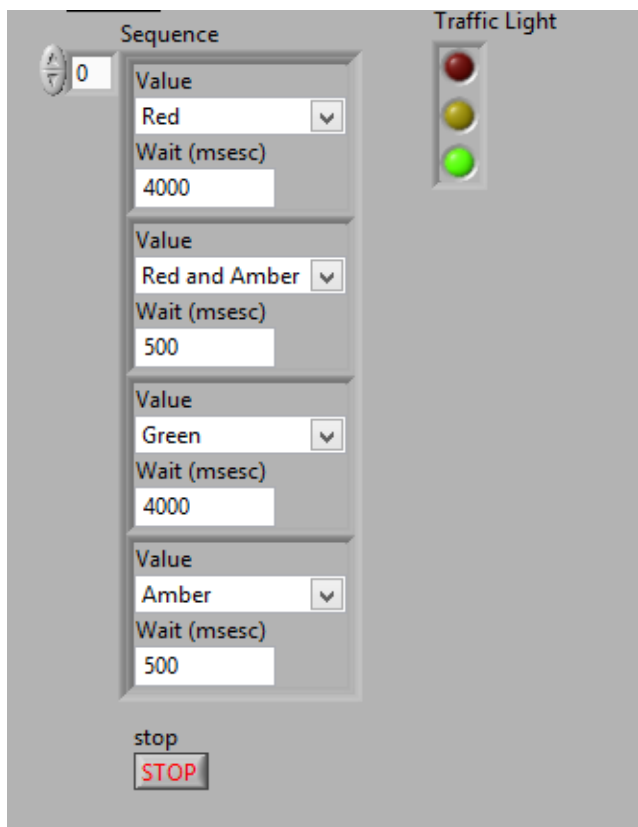 Sequence
Traffic Light
0
Value
Red
Wait (msesc)
4000
Value
Red and Amber
Wait (msesc)
500
Value
Green
Wait (msesc)
4000
Value
Amber
Wait (msesc)
500
stop
STOP